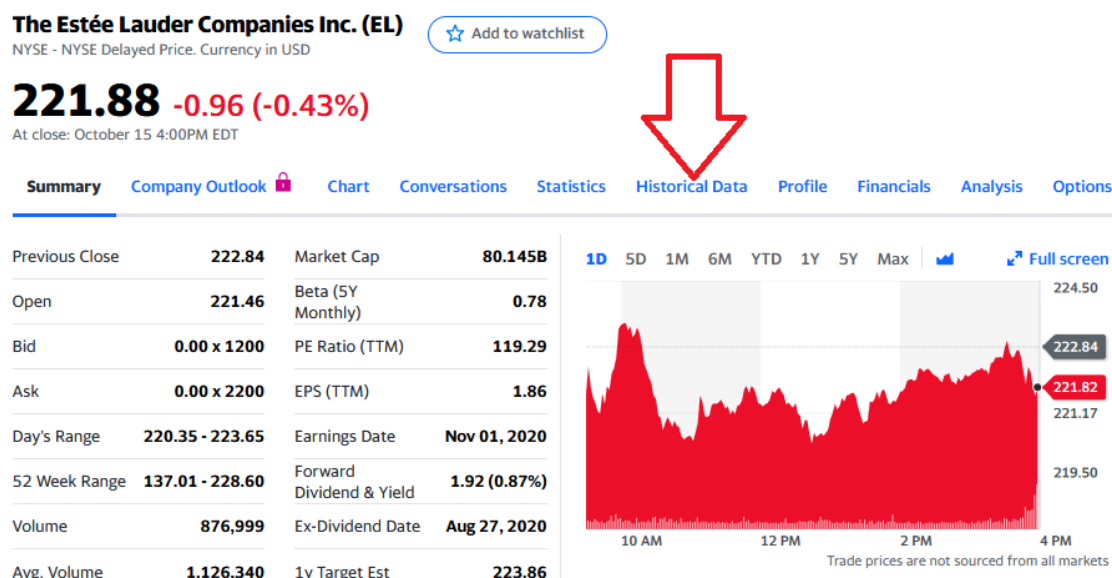 The Estée Lauder Companies Inc. (EL)
Add to watchlist
NYSE - NYSE Delayed Price. Currency in USD
221.88 -0.96 (-0.43%)
At close: October 15 4:00PM EDT
Summary Company Outlook Chart Conversations Statistics Historical Data Profile Financials Analysis Options
Previous Close 222.84
Open 221.46
Bid 0.00 x 1200
Ask 0.00 x 2200
Day's Range 220.35 - 223.65
52 Week Range 137.01 - 228.60
Volume 876,999
Avg. Volume 1,126,340
Market Cap 80.145B
Beta (5Y
Monthly) 0.78
PE Ratio (TTM) 119.29
EPS (TTM) 1.86
Earnings Date Nov 01, 2020
Forward
Dividend & Yield 1.92 (0.87%)
Ex-Dividend Date Aug 27, 2020
1y Target Est 223.86
1D 5D 1M 6M YTD 1Y 5Y Max Full screen
224.50
222.84
221.82
221.17
219.50
10 AM 12 PM 2 PM 4 PM
Trade prices are not sourced from all markets